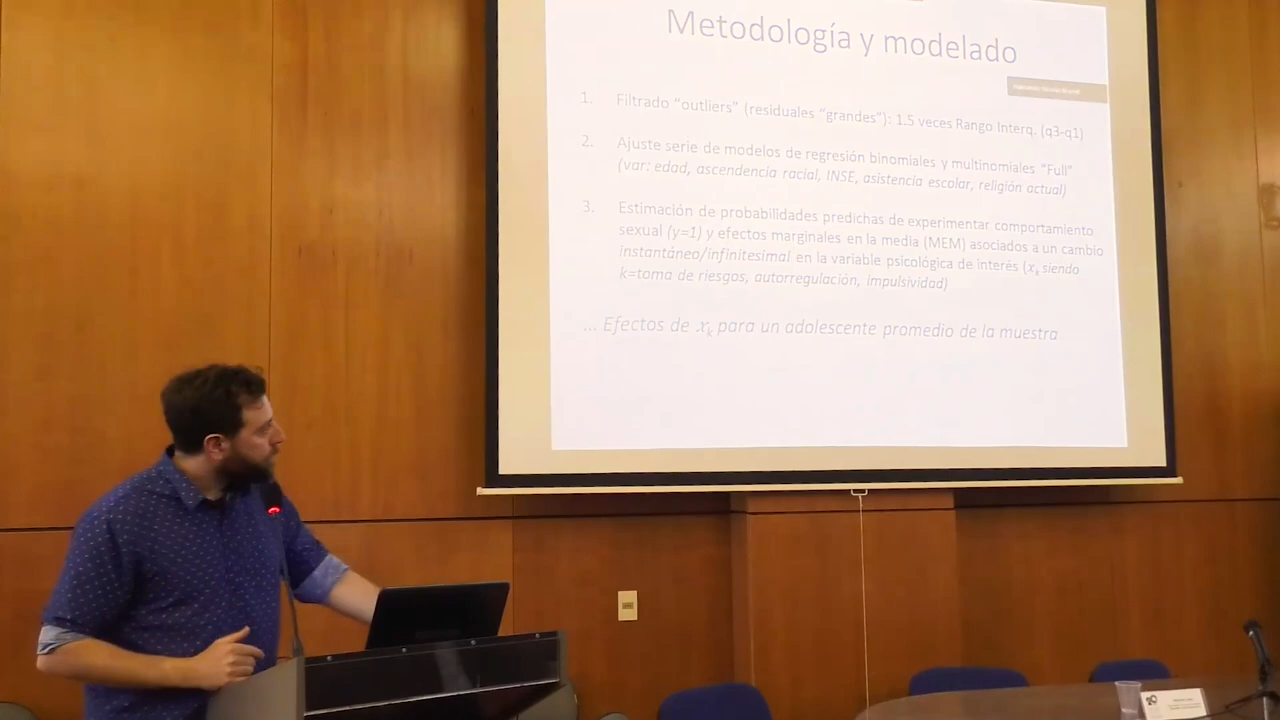 Metodología y modelado
1. Filtrado "outliers" (residuales "grandes"): 1.5 veces Rango Interq. (q3-q1)
2. Ajuste serie de modelos de regresión binomiales y multinomiales "Full"
(var: edad, ascendencia racial, INSE, asistencia escolar, religión actual)
3. Estimación de probabilidades predichas de experimentar comportamiento
sexual (y=1) y efectos marginales en la media (MEM) asociados a un cambio
instantáneo/infinitesimal en la variable psicológica de interés (xₖ siendo
k=toma de riesgos, autorregulación, impulsividad)
... Efectos de xₖ para un adolescente promedio de la muestra